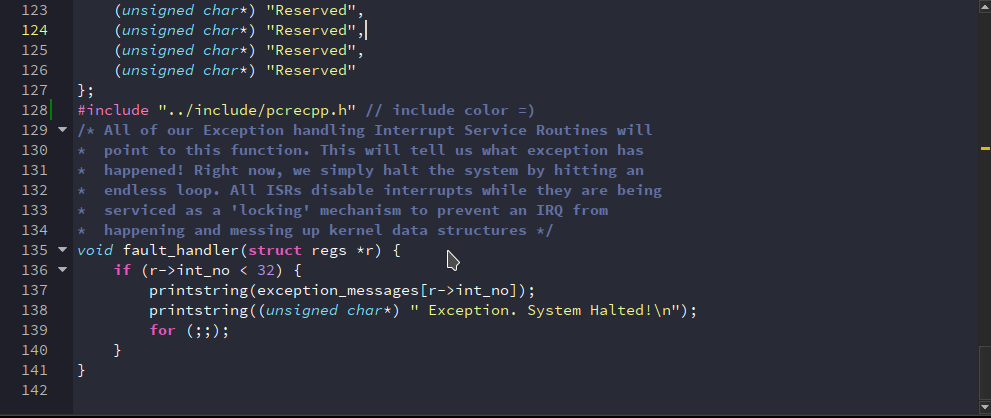 123 (unsigned char*) "Reserved",
124 (unsigned char*) "Reserved",
125 (unsigned char*) "Reserved",
126 (unsigned char*) "Reserved"
127 };
128 #include "../include/pcrecpp.h" // include color =)
129 /* All of our Exception handling Interrupt Service Routines will
130 *  point to this function. This will tell us what exception has
131 *  happened! Right now, we simply halt the system by hitting an
132 *  endless loop. All ISRs disable interrupts while they are being
133 *  serviced as a 'locking' mechanism to prevent an IRQ from
134 *  happening and messing up kernel data structures */
135 void fault_handler(struct regs *r) {
136     if (r->int_no < 32) {
137         printstring(exception_messages[r->int_no]);
138         printstring((unsigned char*) " Exception. System Halted!\n");
139         for (;;);
140     }
141 }
142